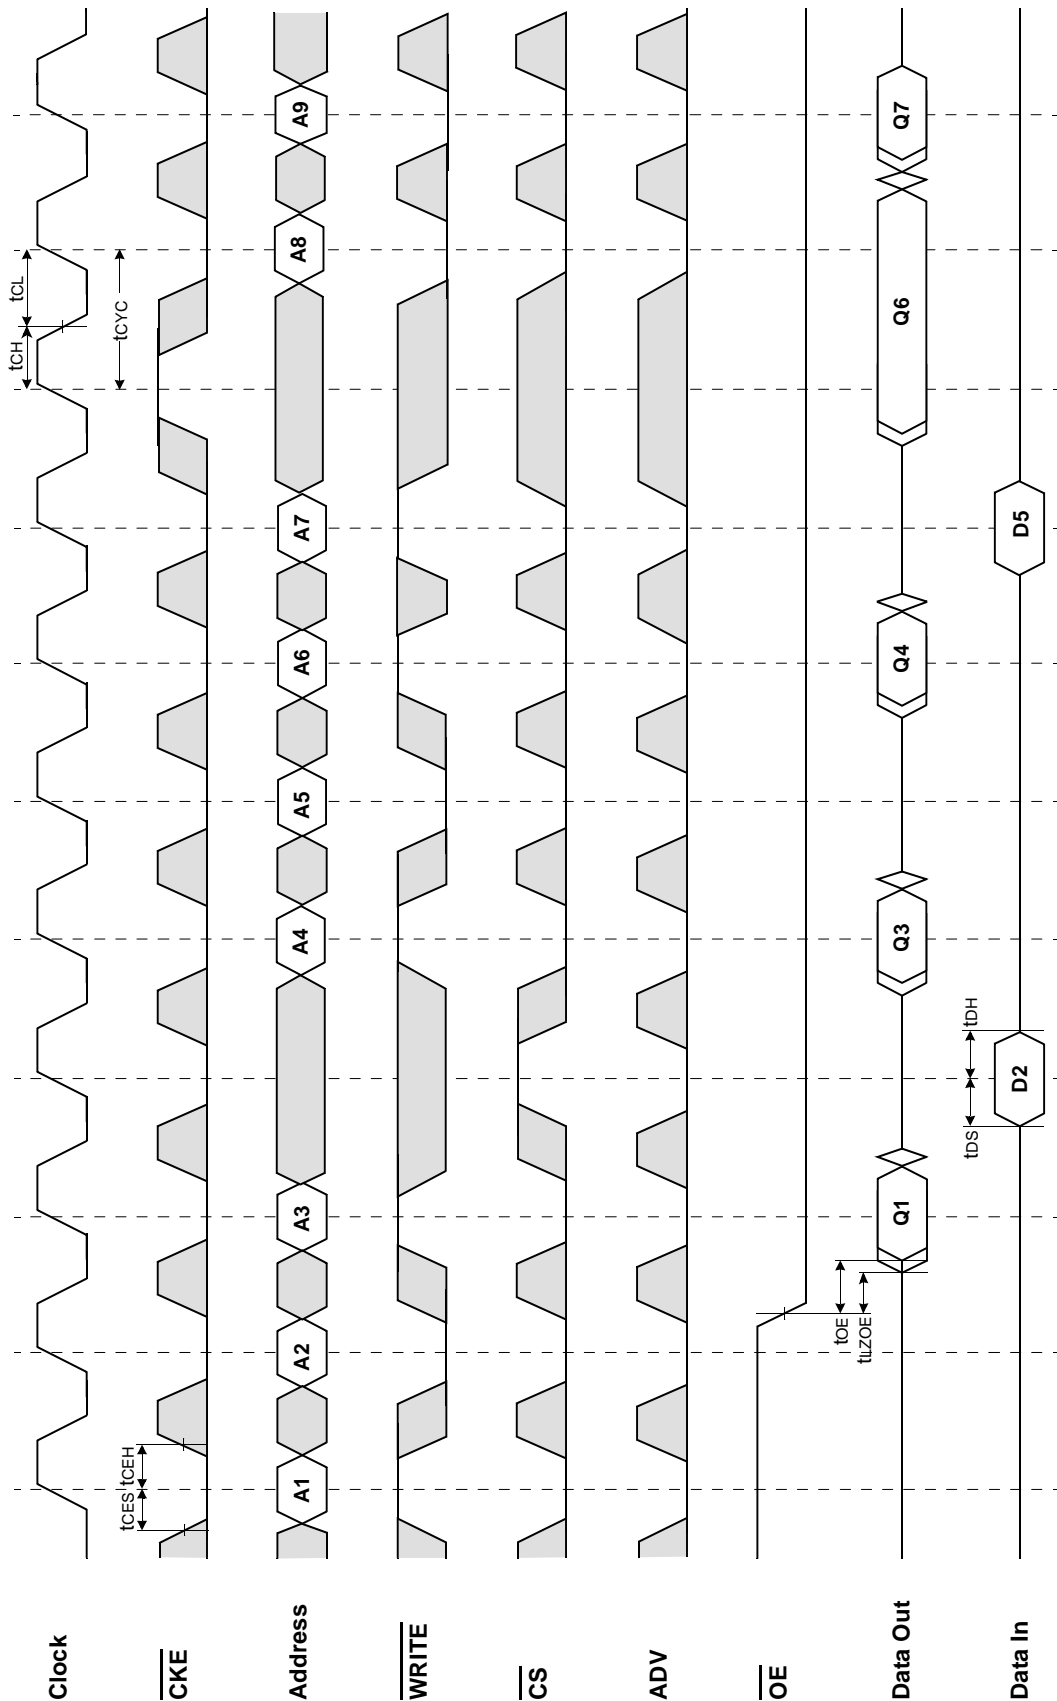 Clock
tCH
tCL
CKE
tCES
tCEH
tCYC
Address
A1
A2
A3
A4
A5
A6
A7
A8
A9
WRITE
CS
ADV
OE
tOE
tLZOE
Data Out
Q1
Q3
Q4
Q6
Q7
Data In
tDS
tDH
D2
D5